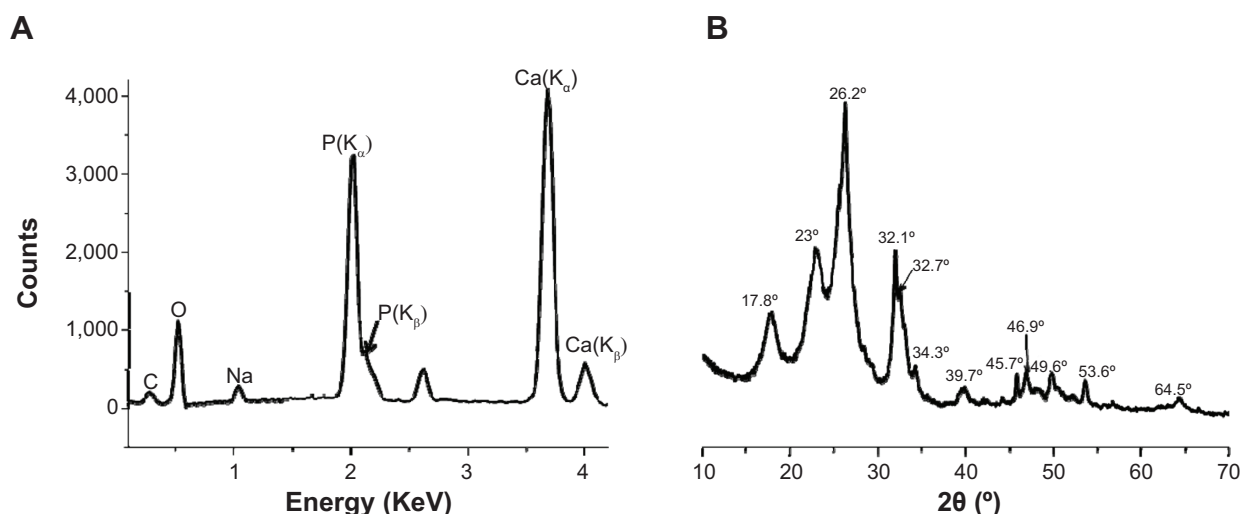 A
B
4,000
3,000
2,000
1,000
0
Counts
C
O
Na
P(Kα)
P(Kβ)
Ca(Kα)
Ca(Kβ)
1
2
3
4
Energy (KeV)
17.8º
23º
26.2º
32.1º
32.7º
34.3º
39.7º
45.7º
46.9º
49.6º
53.6º
64.5º
10
20
30
40
50
60
70
2θ (º)